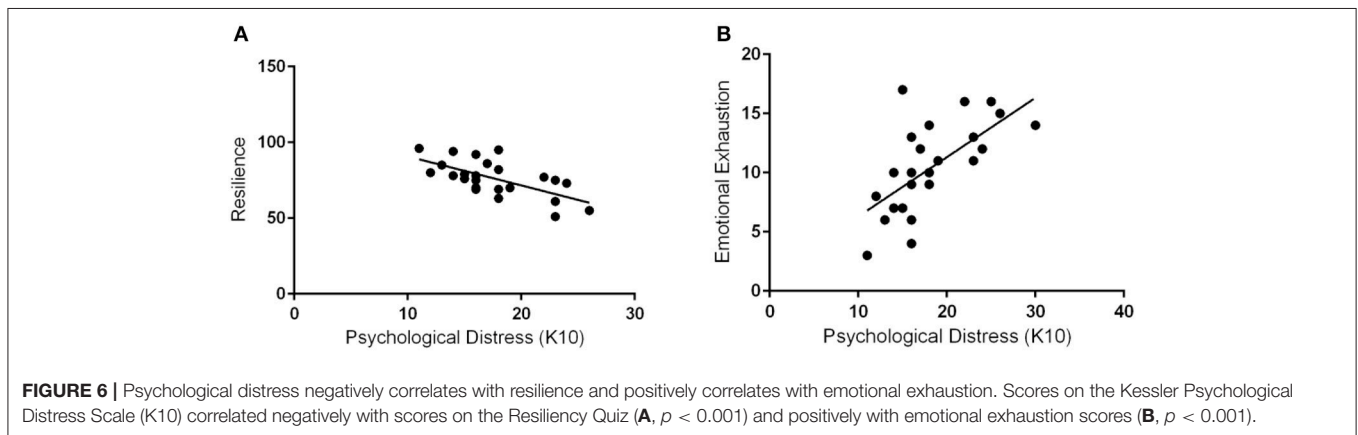 A
150
100
50
0
Resilience
0 10 20 30
Psychological Distress (K10)
B
20
15
10
5
0
Emotional Exhaustion
0 10 20 30 40
Psychological Distress (K10)
FIGURE 6 | Psychological distress negatively correlates with resilience and positively correlates with emotional exhaustion. Scores on the Kessler Psychological
Distress Scale (K10) correlated negatively with scores on the Resiliency Quiz (A, p < 0.001) and positively with emotional exhaustion scores (B, p < 0.001).